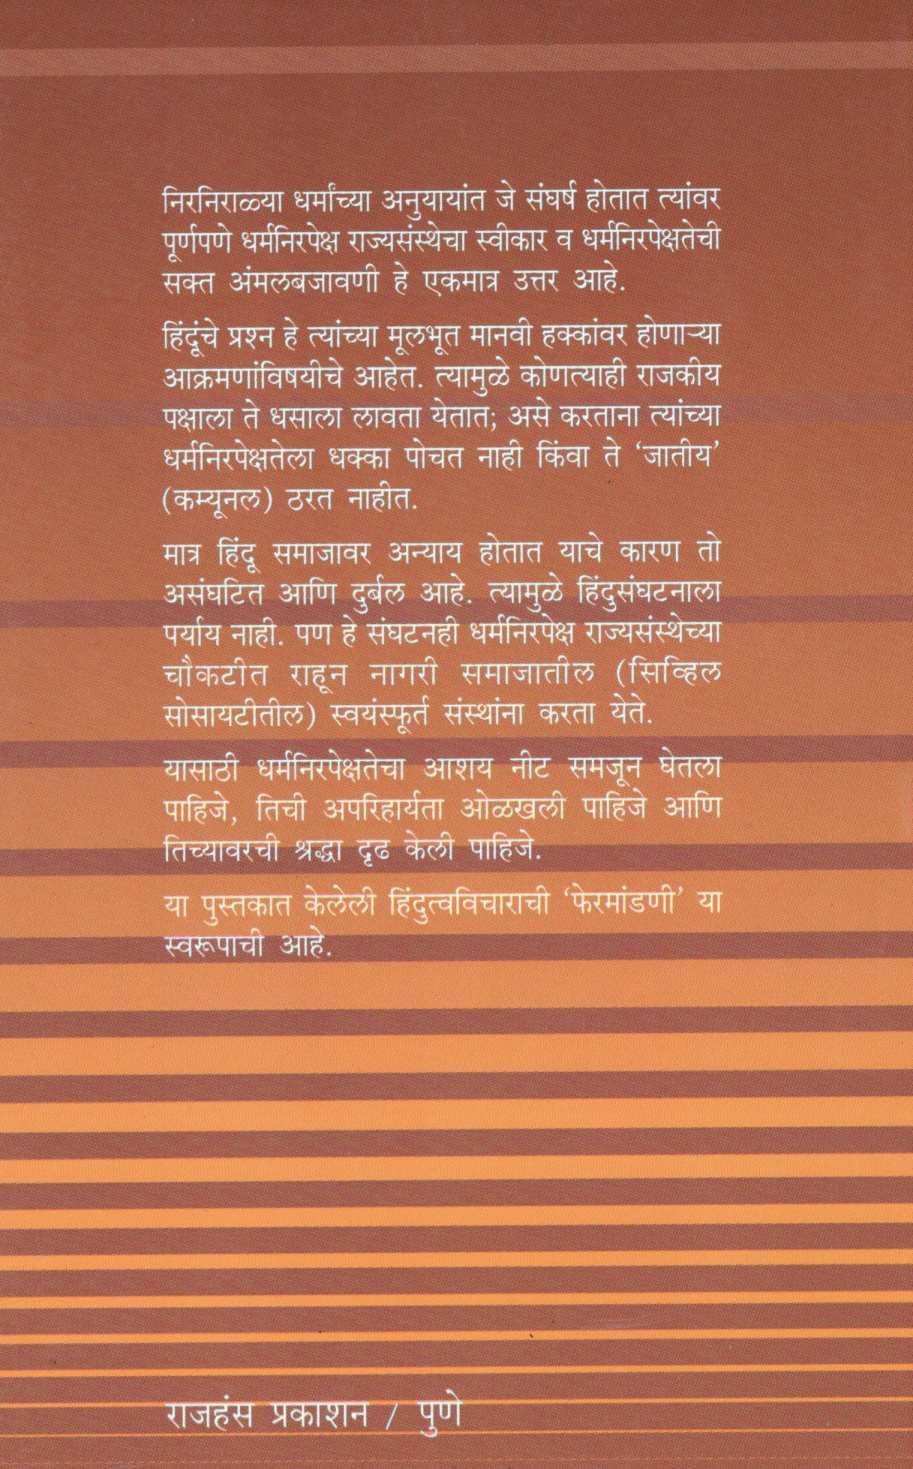 निरनिराळ्या धर्मांच्या अनुयायांत जे संघर्ष होतात त्यांवर
पूर्णपणे धर्मनिरपेक्ष राज्यसंस्थेचा स्वीकार व धर्मनिरपेक्षतेची
सक्त अंमलबजावणी हे एकमात्र उत्तर आहे.
हिंदूंचे प्रश्न हे त्यांच्या मूलभूत मानवी हक्कांवर होणाऱ्या
आक्रमणांविषयीचे आहेत. त्यामुळे कोणत्याही राजकीय
पक्षाला ते धसाला लावता येतात; असे करताना त्यांच्या
धर्मनिरपेक्षतेला धक्का पोचत नाही किंवा ते ‘जातीय’
(कम्यूनल) ठरत नाहीत.
मात्र हिंदू समाजावर अन्याय होतात याचे कारण तो
असंघटित आणि दुर्बल आहे. त्यामुळे हिंदुसंघटनाला
पर्याय नाही. पण हे संघटनही धर्मनिरपेक्ष राज्यसंस्थेच्या
चौकटीत राहून नागरी समाजातील (सिव्हिल
सोसायटीतील) स्वयंस्फूर्त संस्थांना करता येते.
यासाठी धर्मनिरपेक्षतेचा आशय नीट समजून घेतला
पाहिजे, तिची अपरिहार्यता ओळखली पाहिजे आणि
तिच्यावरची श्रद्धा दृढ केली पाहिजे.
या पुस्तकात केलेली हिंदुत्वविचाराची ‘फेरमांडणी’ या
स्वरूपाची आहे.
राजहंस प्रकाशन / पुणे